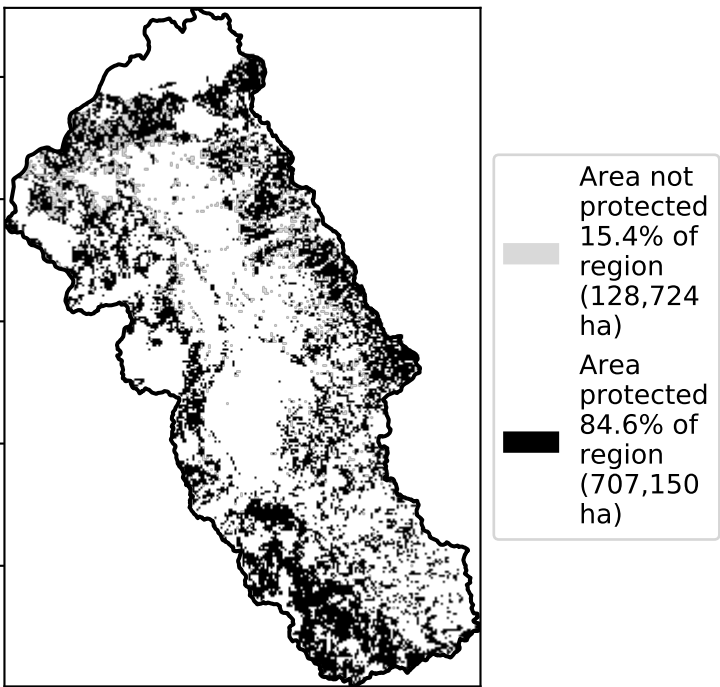 Area not
protected
15.4% of
region
(128,724
ha)
Area
protected
84.6% of
region
(707,150
ha)